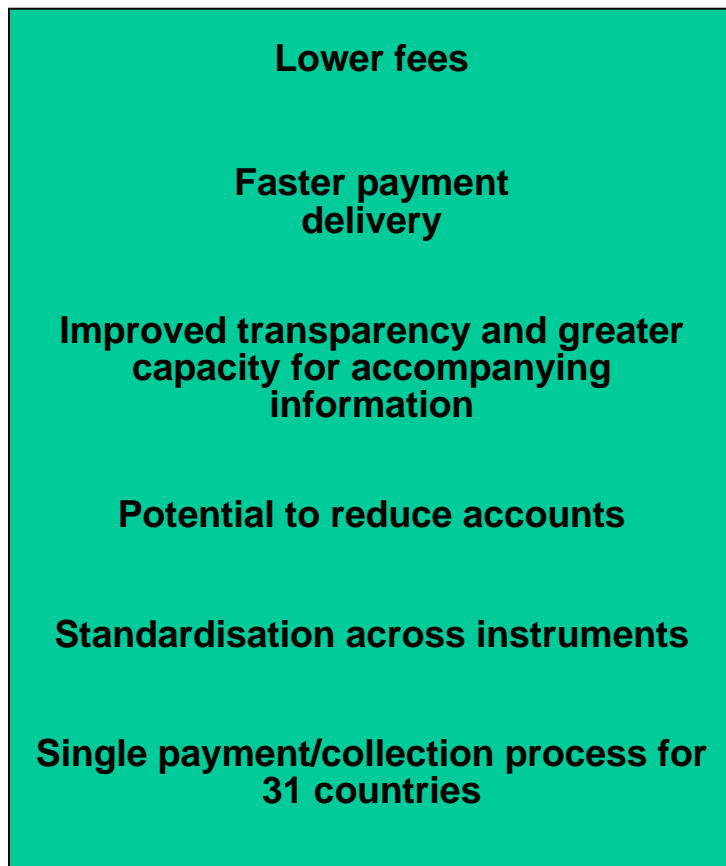 Lower fees
Faster payment
delivery
Improved transparency and greater
capacity for accompanying
information
Potential to reduce accounts
Standardisation across instruments
Single payment/collection process for
31 countries